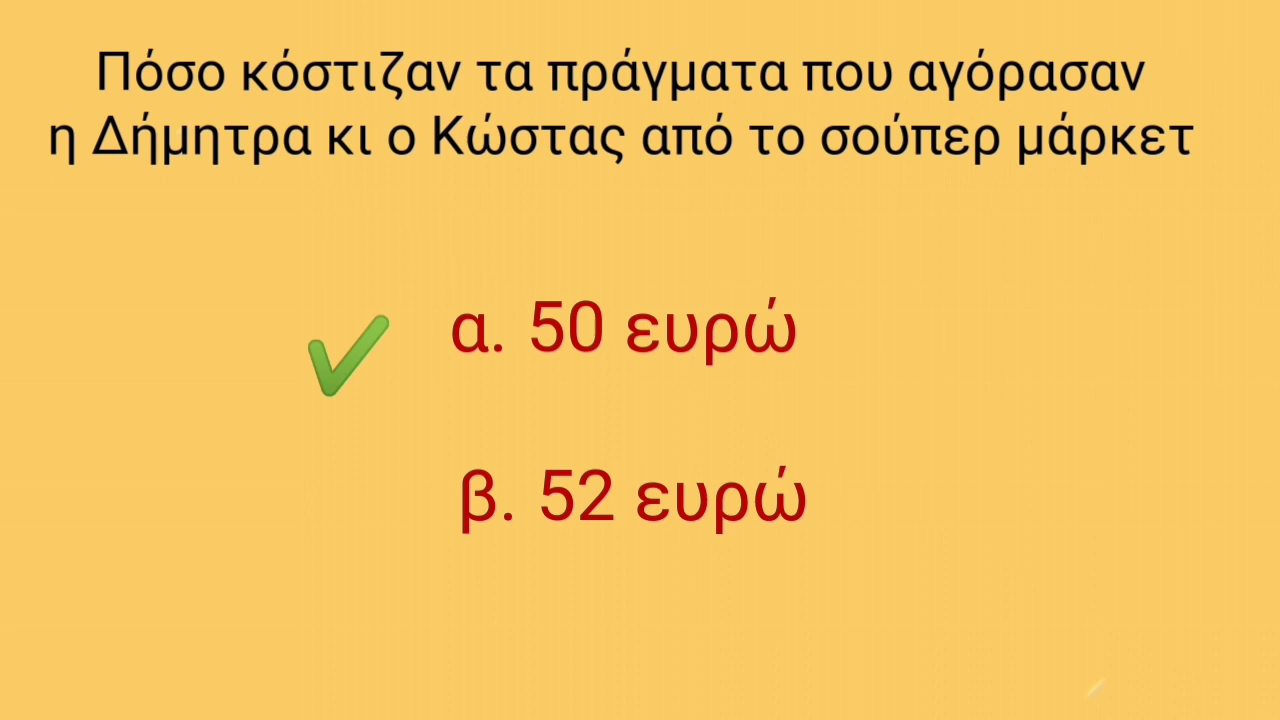 Πόσο κόστιζαν τα πράγματα που αγόρασαν
η Δήμητρα κι ο Κώστας από το σούπερ μάρκετ
α. 50 ευρώ
β. 52 ευρώ